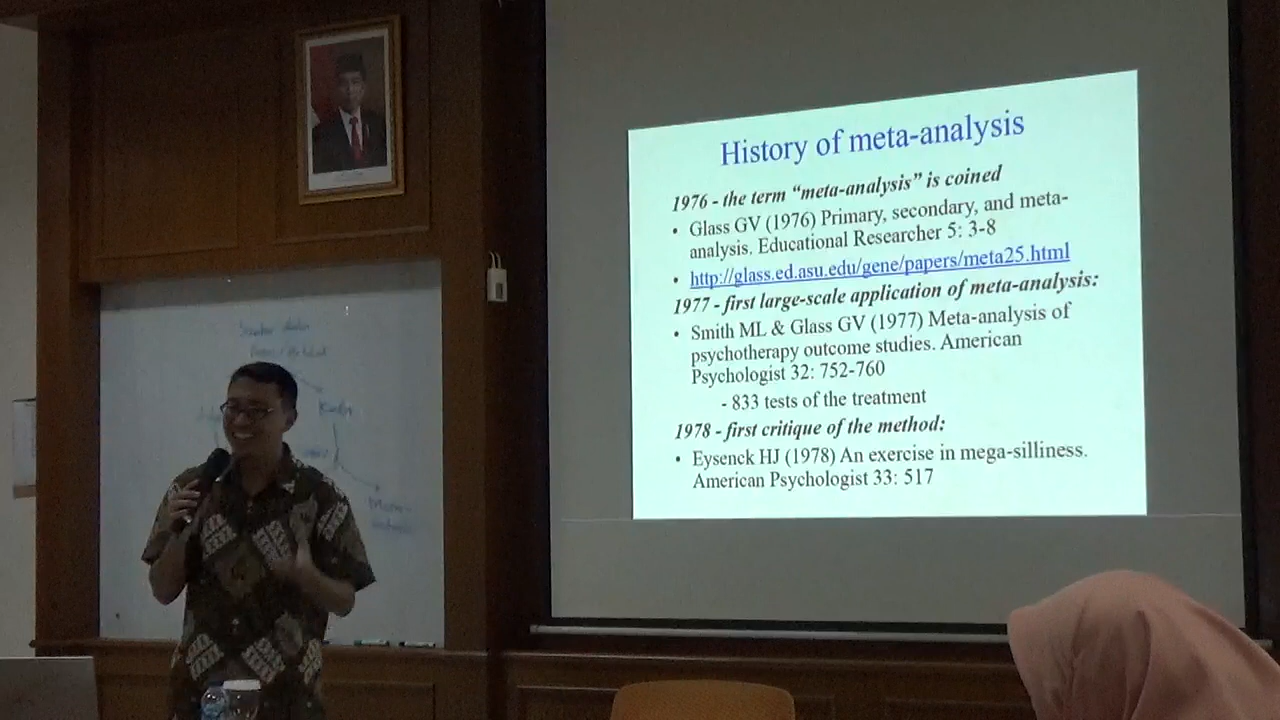 History of meta-analysis
1976 - the term “meta-analysis” is coined
• Glass GV (1976) Primary, secondary, and meta-
analysis. Educational Researcher 5: 3-8
• http://glass.ed.asu.edu/gene/papers/meta25.html
1977 - first large-scale application of meta-analysis:
• Smith ML & Glass GV (1977) Meta-analysis of
psychotherapy outcome studies. American
Psychologist 32: 752-760
- 833 tests of the treatment
1978 - first critique of the method:
• Eysenck HJ (1978) An exercise in mega-silliness.
American Psychologist 33: 517